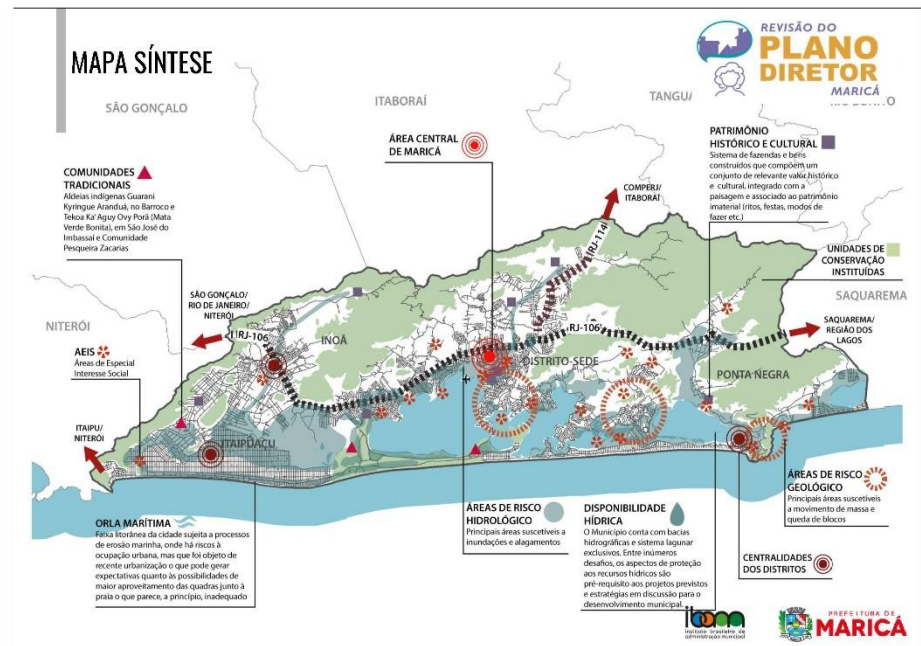 MAPA SÍNTESE
REVISÃO DO
PLANO
DIRETOR
MARICÁ
SÃO GONÇALO
ITABORAÍ
TANGUÁ
ÁREA CENTRAL
DE MARICÁ
PATRIMÔNIO
HISTÓRICO E CULTURAL
Sistema de fazendas e bens
construídos que compõem um
conjunto de relevante valor histórico
e cultural, integrado com a
paisagem e associado ao patrimônio
imaterial (ritos, festas, modos de
fazer etc.)
COMUNIDADES
TRADICIONAIS
Aldeias indígenas Guarani
Kyringue Aranduá, no Barroco e
Tekoa Ka' Aguy Ovy Porã (Mata
Verde Bonita), em São José do
Imbassaí e Comunidade
Pesqueira Zacarias
COMPERJ/
ITABORAÍ
RJ-114
UNIDADES DE
CONSERVAÇÃO
INSTITUÍDAS
SÃO GONÇALO/
RIO DE JANEIRO/
NITERÓI
SAQUAREMA
NITERÓI
RJ-106
INOÃ
RJ-106
SAQUAREMA/
REGIÃO DOS
LAGOS
AEIS
Áreas de Especial
Interesse Social
DISTRITO-SEDE
PONTA NEGRA
ITAIPU/
NITERÓI
ITAIPUAÇU
ÁREAS DE RISCO
GEOLÓGICO
Principais áreas suscetíveis
a movimento de massa e
queda de blocos
ORLA MARÍTIMA
Faixa litorânea da cidade sujeita a processos
de erosão marinha, onde há riscos à
ocupação urbana, mas que foi objeto de
recente urbanização o que pode gerar
expectativas quanto às possibilidades de
maior aproveitamento das quadras junto à
praia o que parece, a princípio, inadequado
ÁREAS DE RISCO
HIDROLÓGICO
Principais áreas suscetíveis a
inundações e alagamentos
DISPONIBILIDADE
HÍDRICA
O Município conta com bacias
hidrográficas e sistema lagunar
exclusivos. Entre inúmeros
desafios, os aspectos de proteção
aos recursos hídricos são
pré-requisito aos projetos previstos
e estratégias em discussão para o
desenvolvimento municipal.
CENTRALIDADES
DOS DISTRITOS
ibam
instituto brasileiro de
administração municipal
PREFEITURA DE
MARICÁ